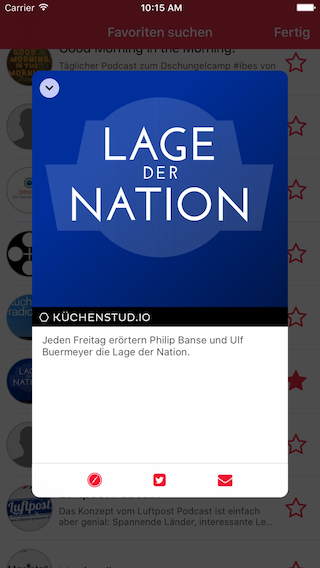 Carrier 10:15 AM
Favoriten suchen Fertig
Good Morning in the Morning!
Täglicher Podcast zum Dschungelcamp #ibes von
LAGE
DER
NATION
KÜCHENSTUD.IO
Jeden Freitag erörtern Philip Banse und Ulf
Buermeyer die Lage der Nation.
Luftpost
Das Konzept vom Luftpost Podcast ist einfach
aber genial: Spannende Länder, interessante Le...